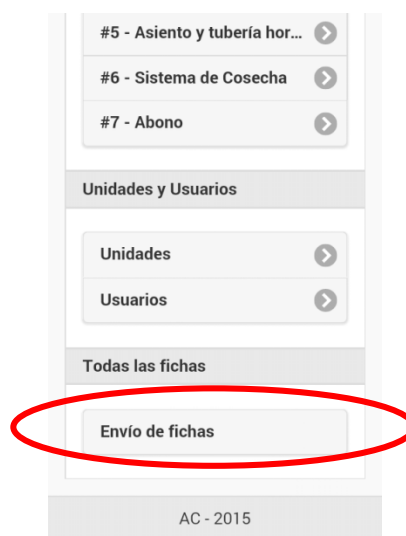 #5 - Asiento y tubería hor...
#6 - Sistema de Cosecha
#7 - Abono
Unidades y Usuarios
Unidades
Usuarios
Todas las fichas
Envío de fichas
AC - 2015